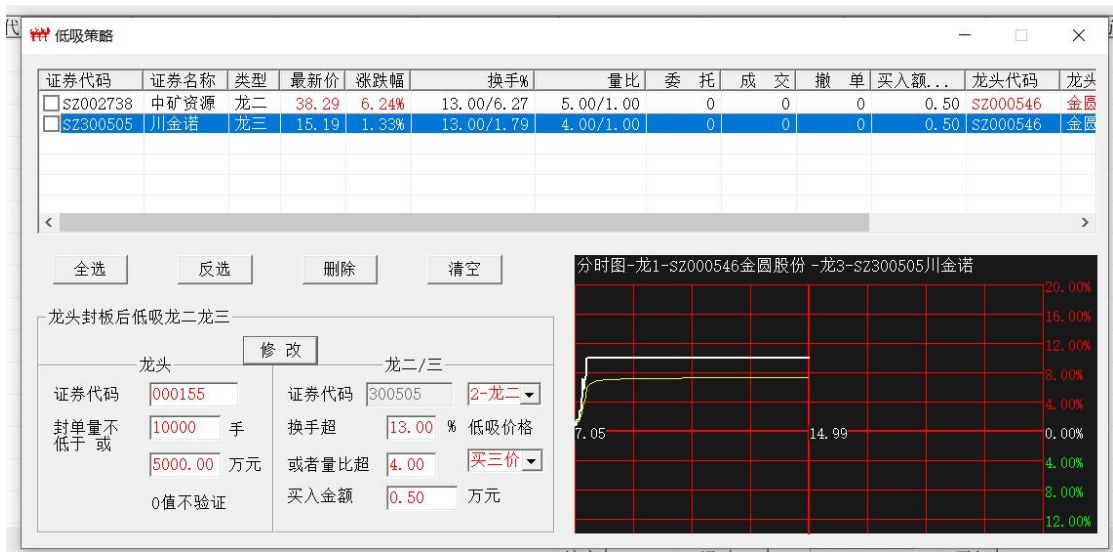 低吸策略
证券代码 证券名称 类型 最新价 涨跌幅 换手% 量比 委 托 成 交 撤 单 买入额... 龙头代码 龙头
SZ002738 中矿资源 龙二 38.29 6.24% 13.00/6.27 5.00/1.00 0 0 0 0.50 SZ000546 金圆
SZ300505 川金诺 龙三 15.19 1.33% 13.00/1.79 4.00/1.00 0 0 0 0.50 SZ000546 金圆
全选 反选 删除 清空
分时图-龙1-SZ000546金圆股份 -龙3-SZ300505川金诺
20.00%
16.00%
12.00%
8.00%
4.00%
7.05 14.99 0.00%
4.00%
8.00%
12.00%
龙头封板后低吸龙二龙三
修 改
龙头 龙二/三
证券代码 000155 证券代码 300505 2-龙二
封单量不低于 或 10000 手 换手超 13.00 % 低吸价格
5000.00 万元 或者量比超 4.00 买三价
0值不验证 买入金额 0.50 万元